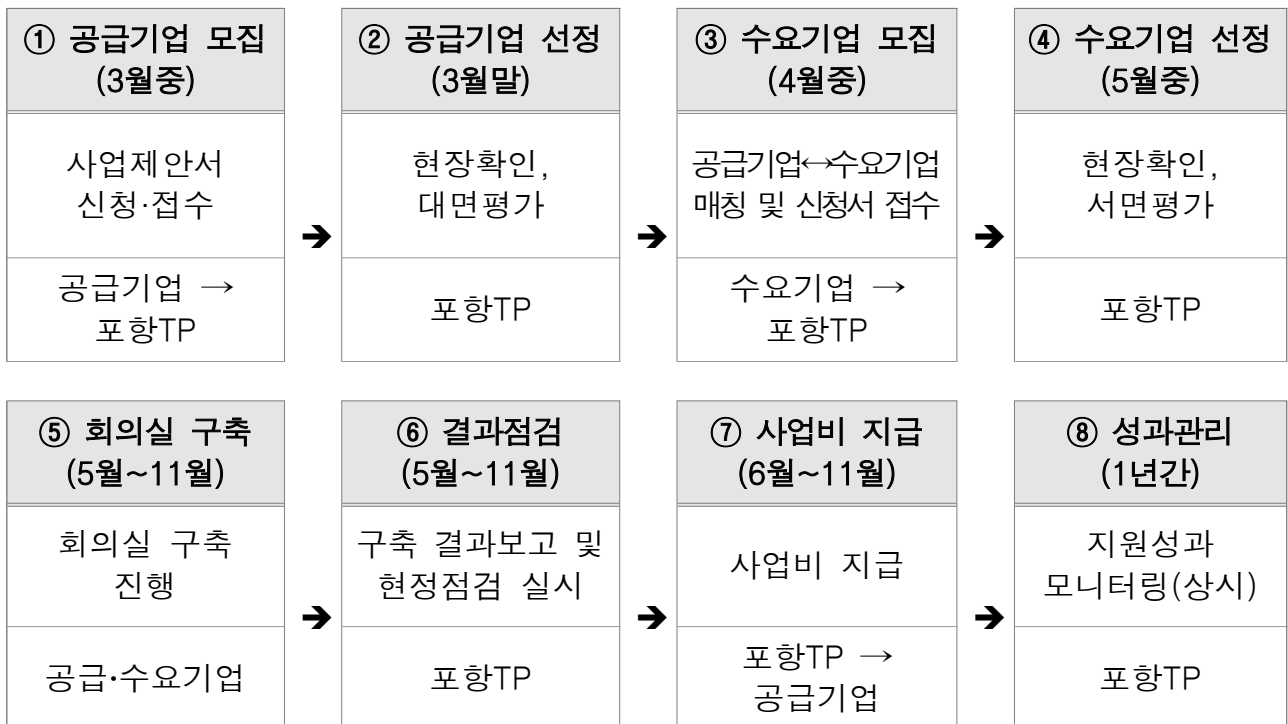 ① 공급기업 모집
(3월중)
사업제안서
신청·접수
공급기업 →
포항TP
➔
② 공급기업 선정
(3월말)
현장확인,
대면평가
포항TP
➔
③ 수요기업 모집
(4월중)
공급기업↔수요기업
매칭 및 신청서 접수
수요기업 →
포항TP
➔
④ 수요기업 선정
(5월중)
현장확인,
서면평가
포항TP
⑤ 회의실 구축
(5월~11월)
회의실 구축
진행
공급·수요기업
➔
⑥ 결과점검
(5월~11월)
구축 결과보고 및
현정점검 실시
포항TP
➔
⑦ 사업비 지급
(6월~11월)
사업비 지급
포항TP →
공급기업
➔
⑧ 성과관리
(1년간)
지원성과
모니터링(상시)
포항TP